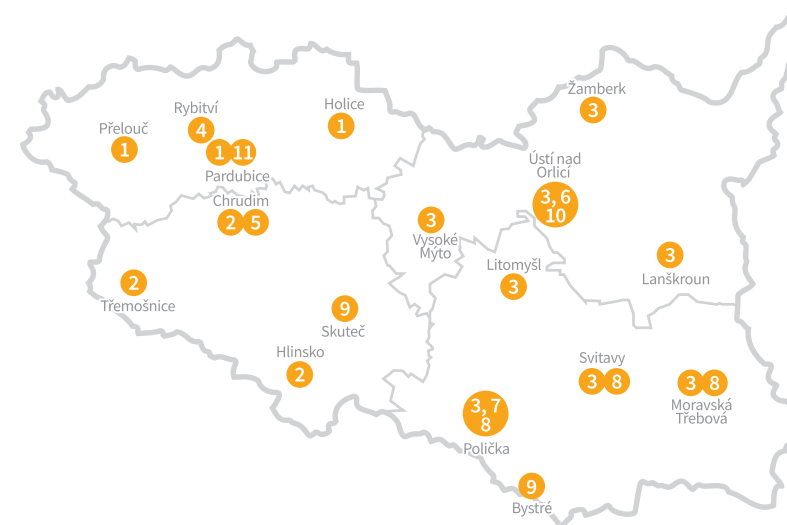 Žamberk
3
Holice
1
Rybitví
4
Přelouč
1
1 11
Pardubice
Ústí nad
Orlicí
3, 6
10
Chrudim
2 5
3
Vysoké
Mýto
Litomyšl
3
3
Lanškroun
2
Třemošnice
9
Skuteč
Hlinsko
2
Svitavy
3 8
3 8
Moravská
Třebová
3, 7
8
Polička
9
Bystré